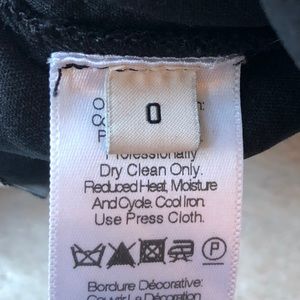 0
Professionally
Dry Clean Only.
Reduced Heat, Moisture
And Cycle. Cool Iron.
Use Press Cloth.
P
Bordure Décorative: